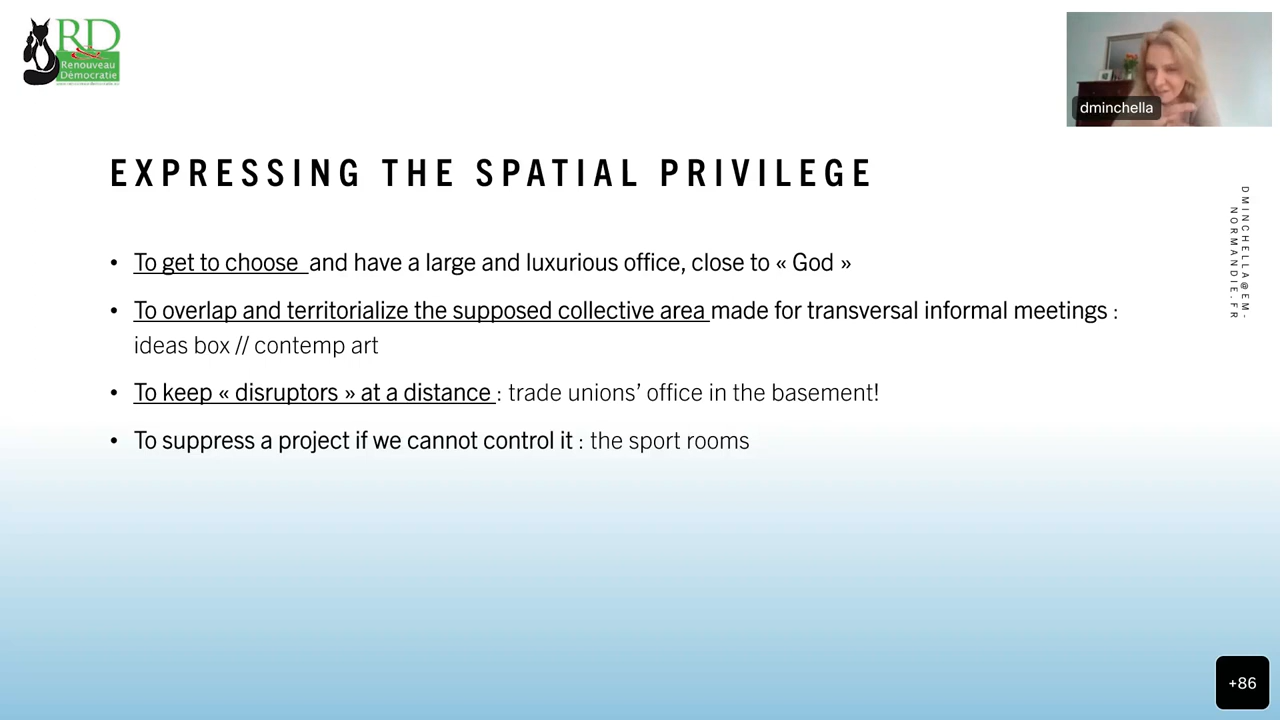 RD
Renouveau
Démocratie
dminchella
EXPRESSING THE SPATIAL PRIVILEGE
DMINCHELLA@EM-
NORMANDIE.FR
• To get to choose and have a large and luxurious office, close to « God »
• To overlap and territorialize the supposed collective area made for transversal informal meetings :
ideas box // contemp art
• To keep « disruptors » at a distance : trade unions’ office in the basement!
• To suppress a project if we cannot control it : the sport rooms
+86